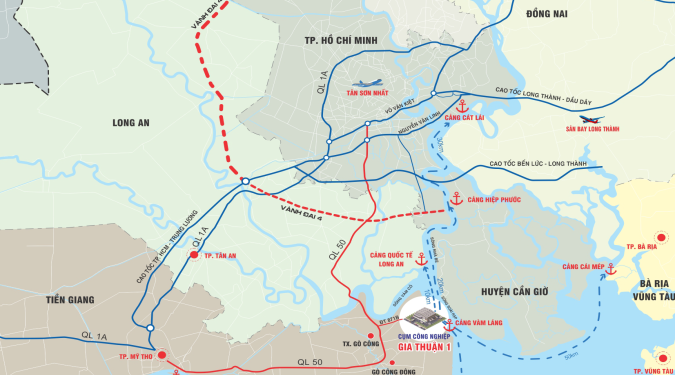 VÀNH ĐAI 4
ĐỒNG NAI
TP. HỒ CHÍ MINH
QL 1A
TÂN SƠN NHẤT
CAO TỐC LONG THÀNH - DẦU DÂY
VÕ VĂN KIỆT
CẢNG CÁT LÁI
LONG AN
NGUYỄN VĂN LINH
SÂN BAY LONG THÀNH
30km
CAO TỐC BẾN LỨC - LONG THÀNH
CẢNG HIỆP PHƯỚC
VÀNH ĐAI 4
CAO TỐC TP. HCM - TRUNG LƯƠNG
QL 1A
QL 50
TP. BÀ RỊA
TP. TÂN AN
CẢNG QUỐC TẾ
LONG AN
CẢNG CÁI MÉP
BÀ RỊA
VŨNG TÀU
HUYỆN CẦN GIỜ
TIỀN GIANG
20km
10km
ĐT 871B
CẢNG VÀM LÁNG
QL 1A
TX. GÒ CÔNG
CỤM CÔNG NGHIỆP
GIA THUẬN 1
TP. MỸ THO
QL 50
GÒ CÔNG ĐÔNG
50km
TP. VŨNG TÀU